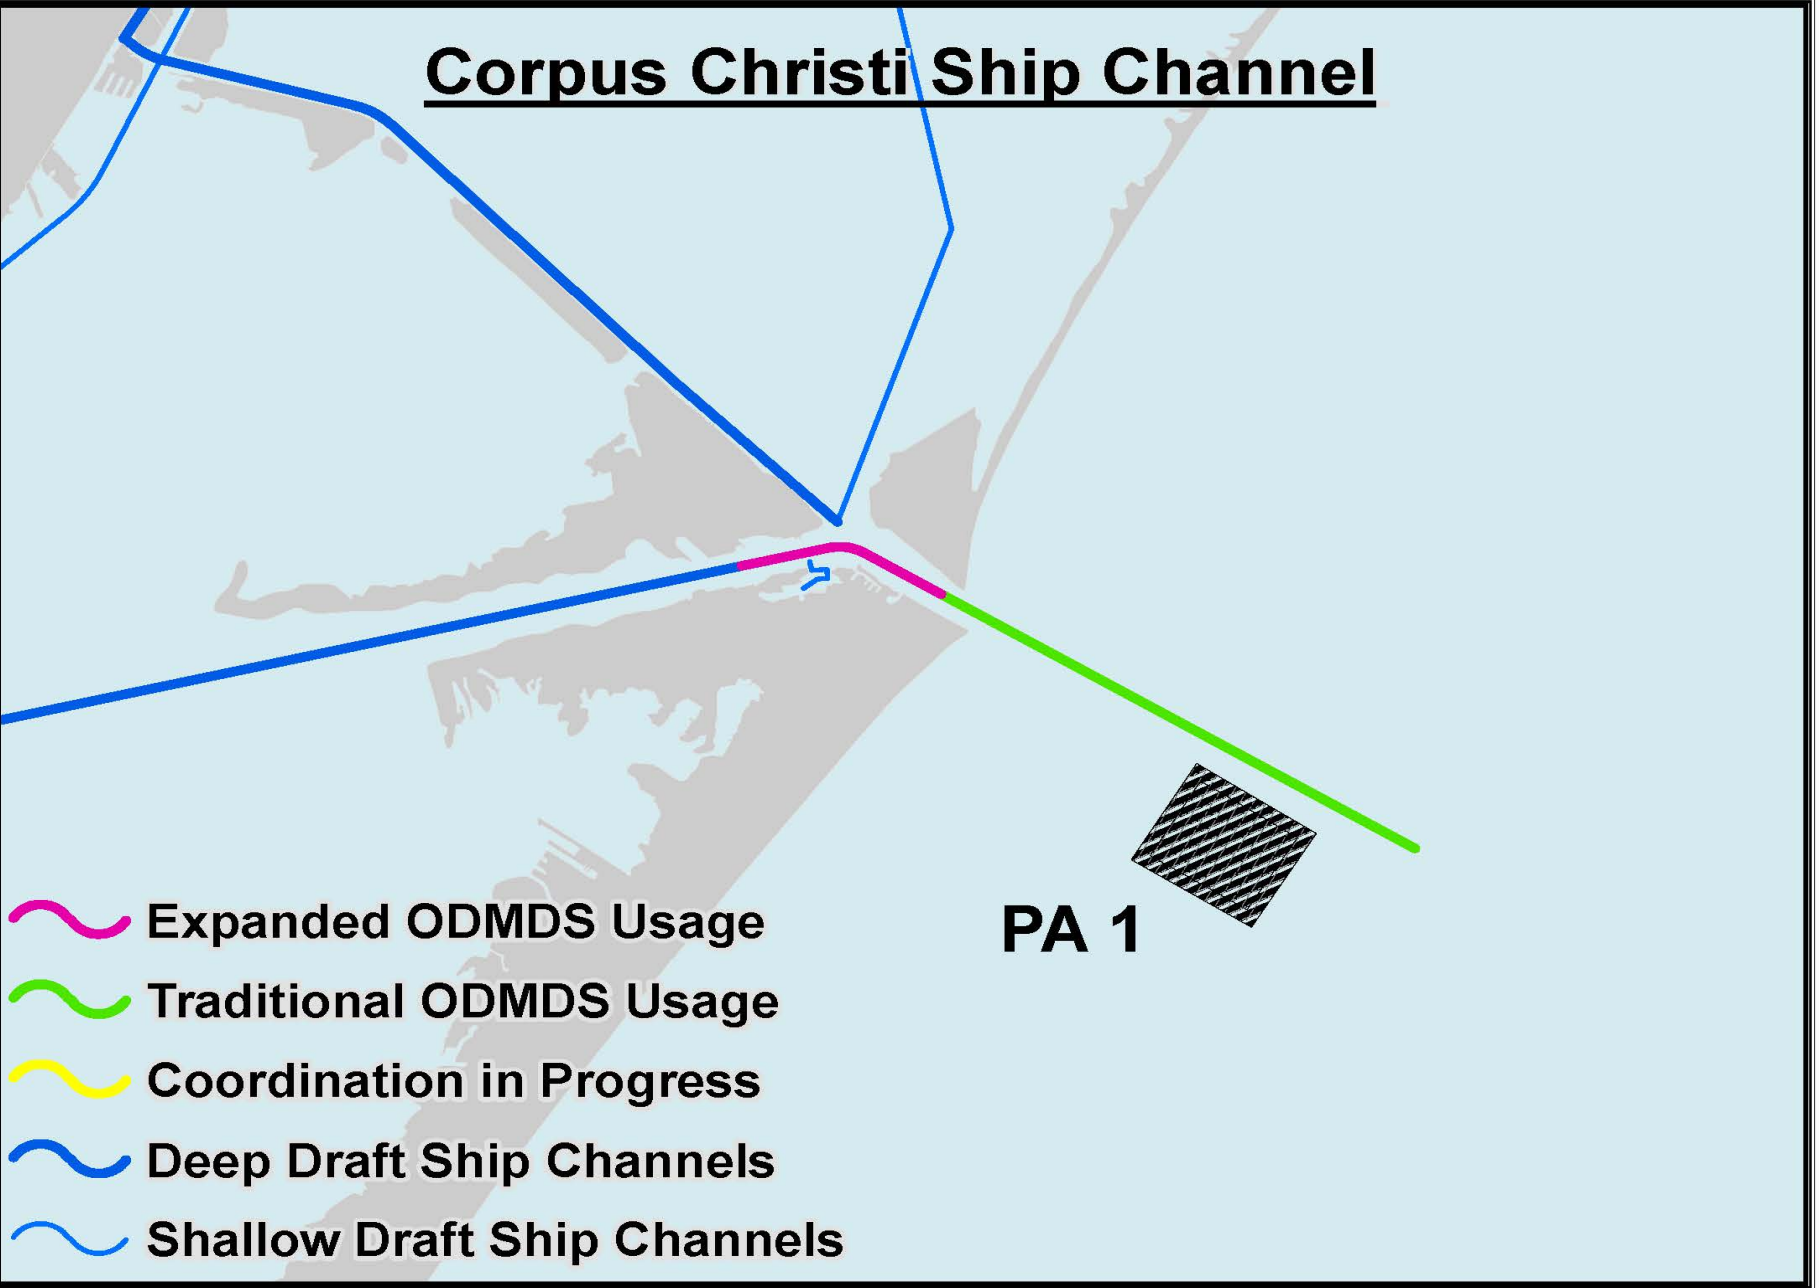 Corpus Christi Ship Channel
PA 1
Expanded ODMDS Usage
Traditional ODMDS Usage
Coordination in Progress
Deep Draft Ship Channels
Shallow Draft Ship Channels